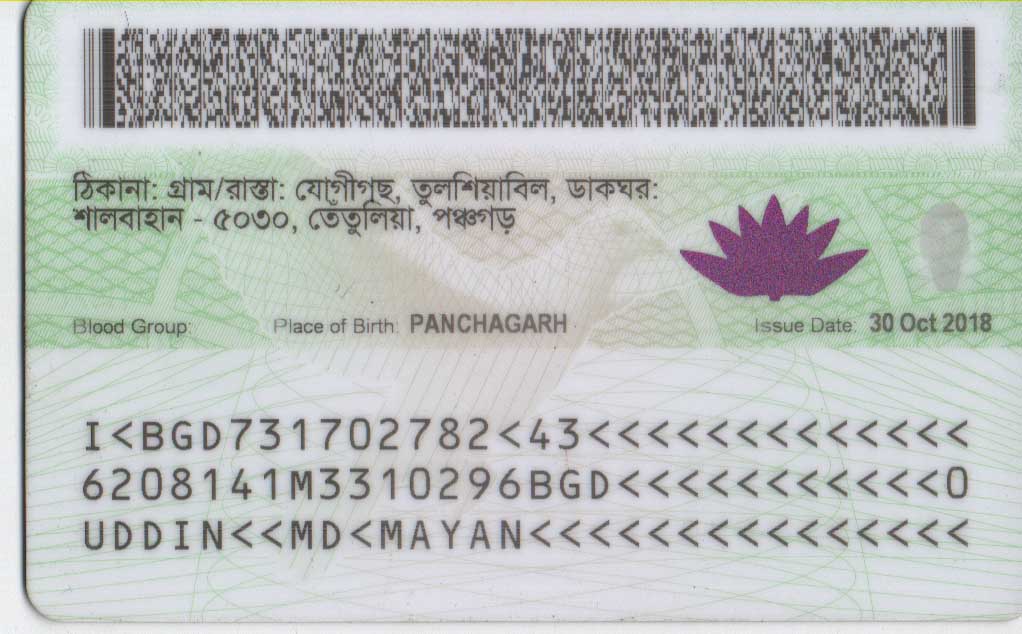 ঠিকানা: গ্রাম/রাস্তা: যোগীগছ, তুলশিয়াবিল, ডাকঘর:
শালবাহান - ৫০৩০, তেঁতুলিয়া, পঞ্চগড়
Blood Group: Place of Birth: PANCHAGARH Issue Date: 30 Oct 2018
I<BGD731702782<43<<<<<<<<<<<<<
6208141M3310296BGD<<<<<<<<<<<0
UDDIN<<MD<MAYAN<<<<<<<<<<<<<<<